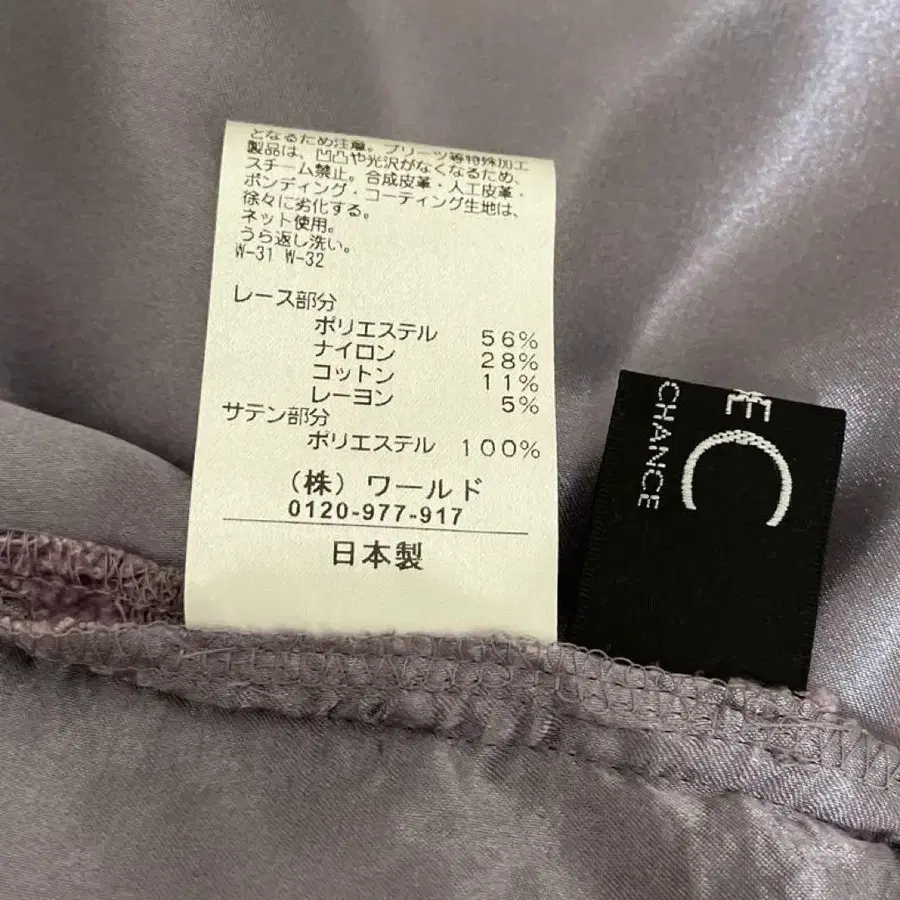 となるため注意。プリーツ等特殊加工
製品は、凹凸や光沢がなくなるため、
スチーム禁止。合成皮革・人工皮革・
ボンディング・コーティング生地は、
徐々に劣化する。
ネット使用。
うら返し洗い。
W-31 W-32
レース部分
ポリエステル 56%
ナイロン 28%
コットン 11%
レーヨン 5%
サテン部分
ポリエステル 100%
(株)ワールド
0120-977-917
日本製
CHANCE